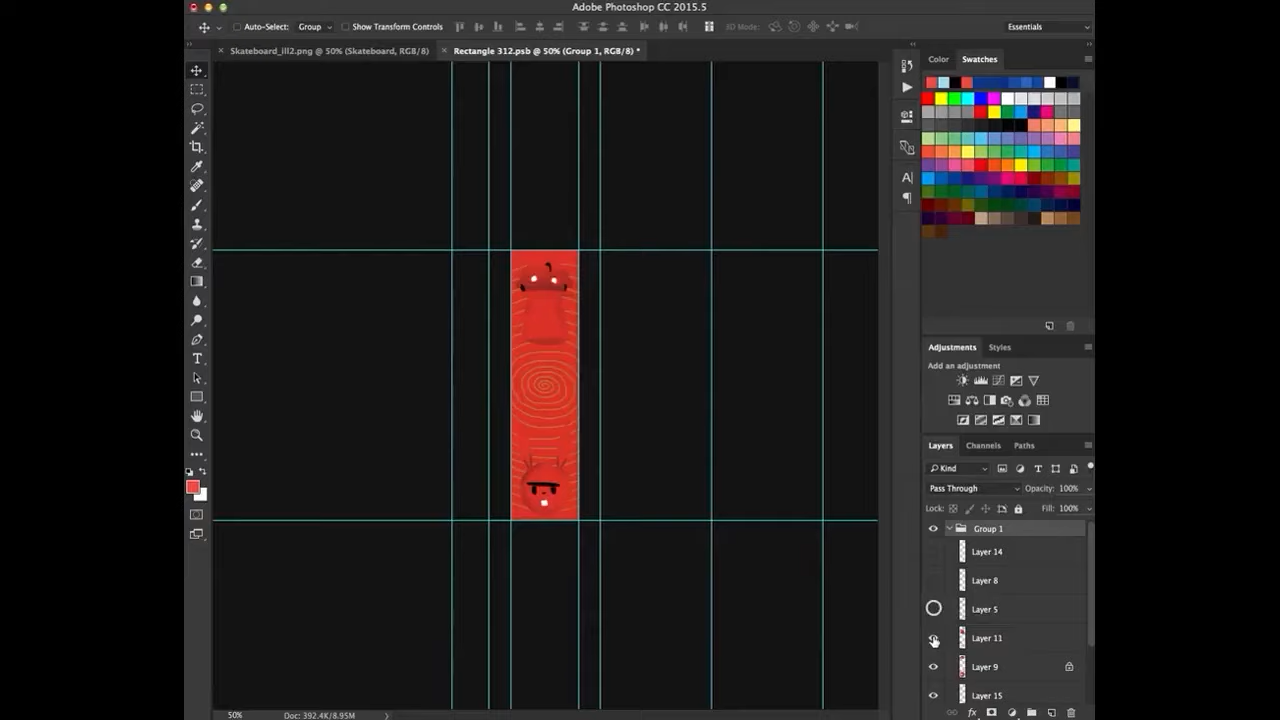 Adobe Photoshop CC 2015.5
Auto-Select: Group Show Transform Controls 3D Mode: Essentials
Skateboard_ill2.png @ 50% (Skateboard, RGB/8) Rectangle 312.psb @ 50% (Group 1, RGB/8) *
Color Swatches
Adjustments Styles
Add an adjustment
Layers Channels Paths
Kind
Pass Through Opacity: 100%
Lock: Fill: 100%
Group 1
Layer 14
Layer 8
Layer 5
Layer 11
Layer 9
Layer 15
50% Doc: 392.4K/8.95M